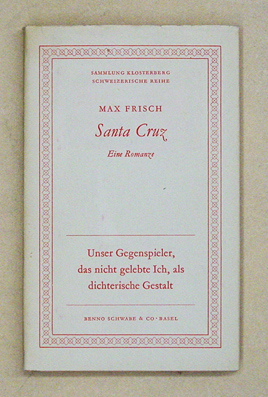 SAMMLUNG KLOSTERBERG
SCHWEIZERISCHE REIHE
MAX FRISCH
Santa Cruz
Eine Romanze
Unser Gegenspieler,
das nicht gelebte Ich, als
dichterische Gestalt
BENNO SCHWABE & CO · BASEL